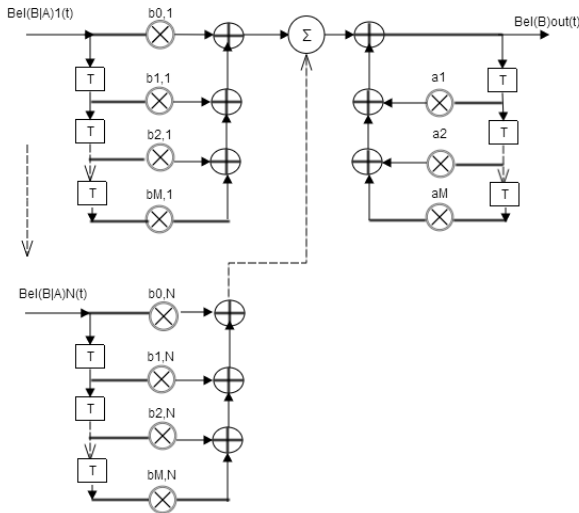 Bel(B|A)1(t)
b0,1
Σ
Bel(B)out(t)
T
b1,1
a1
T
T
b2,1
a2
T
T
bM,1
aM
T
Bel(B|A)N(t)
b0,N
T
b1,N
T
b2,N
T
bM,N